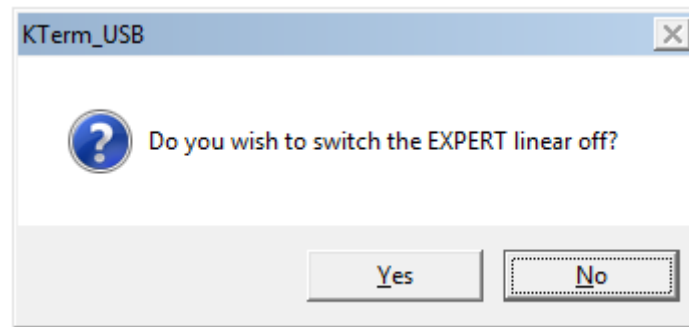 KTerm_USB
Do you wish to switch the EXPERT linear off?
Yes
No